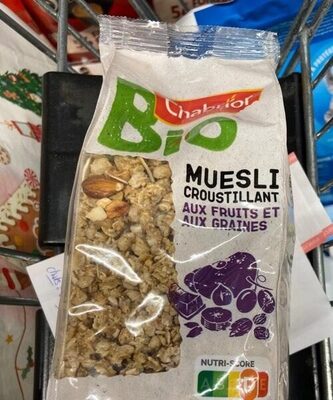 Chabrior
Bio
MUESLI
CROUSTILLANT
AUX FRUITS ET
AUX GRAINES
NUTRI-SCORE